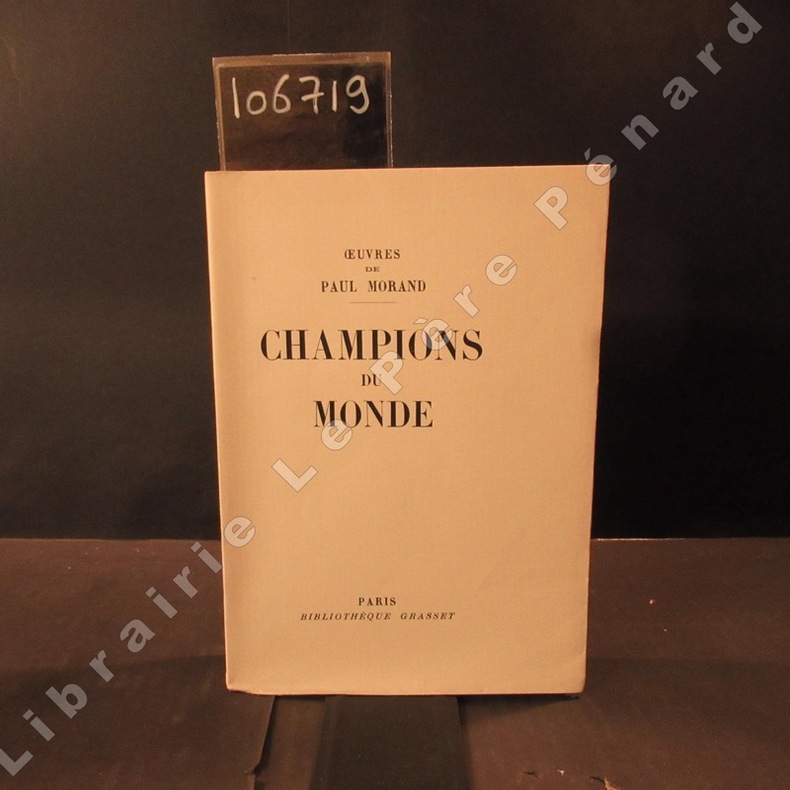 106719
ŒUVRES
DE
PAUL MORAND
CHAMPIONS
DU
MONDE
PARIS
BIBLIOTHÈQUE GRASSET
Librairie Le Père Pénard